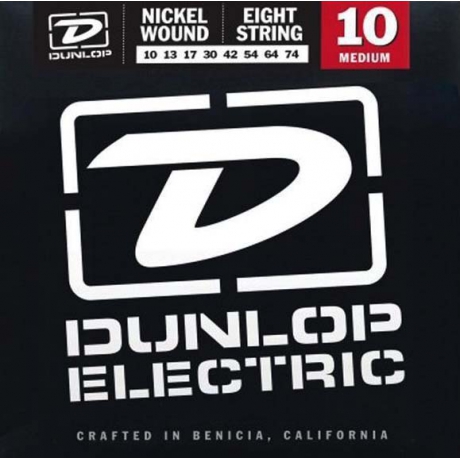 DUNLOP
NICKEL
WOUND
EIGHT
STRING
10 13 17 30 42 54 64 74
10
MEDIUM
D
DUNLOP
ELECTRIC
CRAFTED IN BENICIA, CALIFORNIA